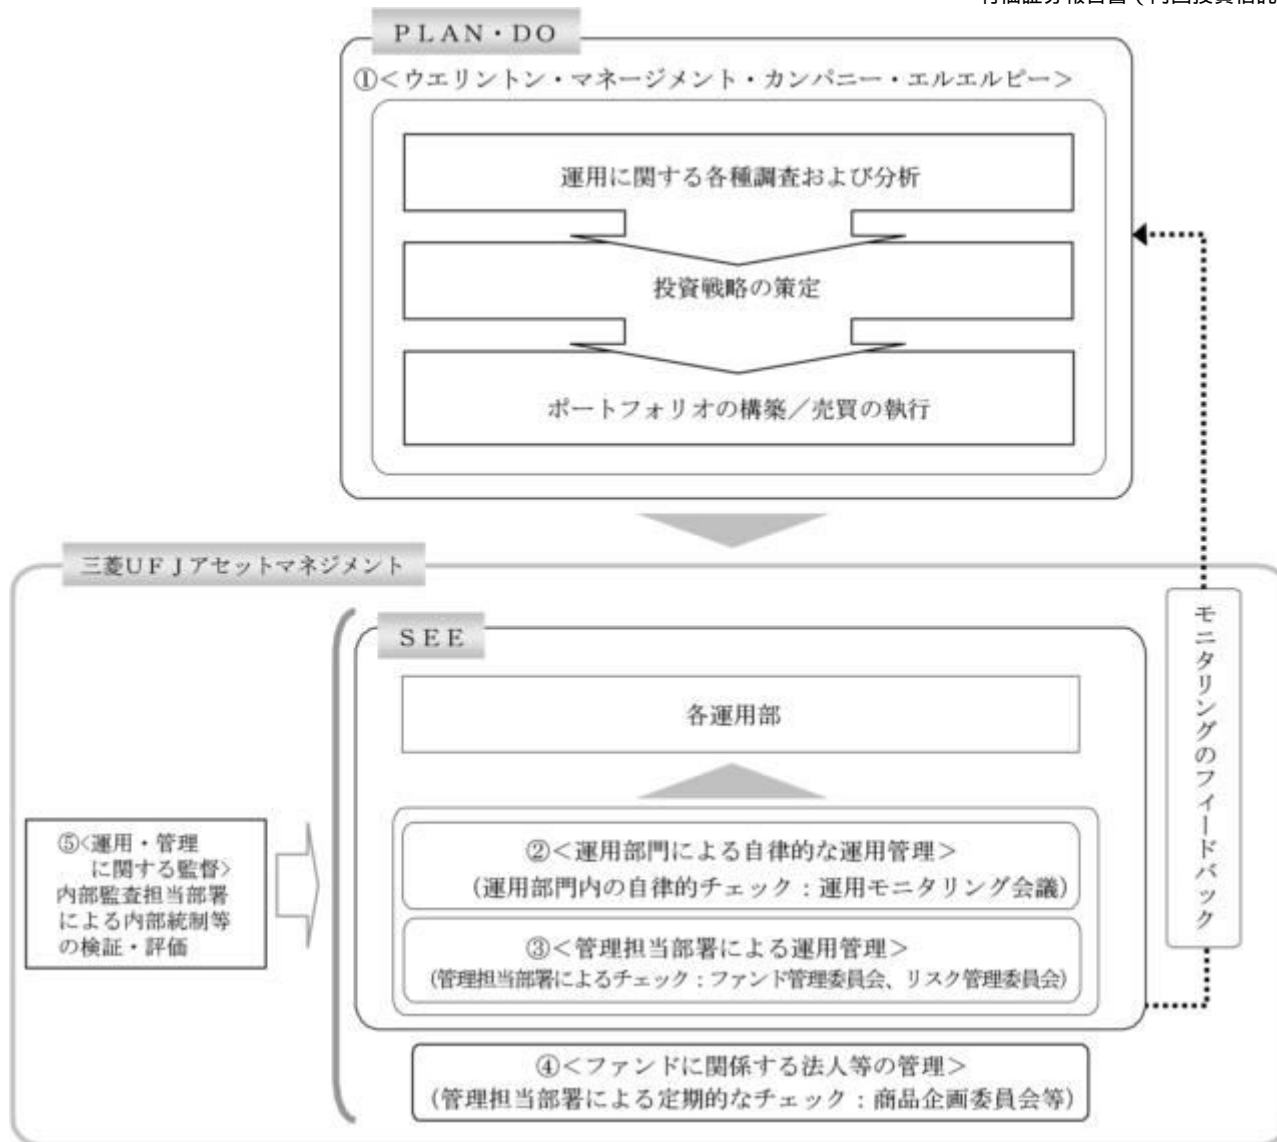 有価証券報告書（内国投資信託
ＰＬＡＮ・ＤＯ
①＜ウエリントン・マネージメント・カンパニー・エルエルピー＞
運用に関する各種調査および分析
投資戦略の策定
ポートフォリオの構築／売買の執行
三菱ＵＦＪアセットマネジメント
ＳＥＥ
各運用部
②＜運用部門による自律的な運用管理＞
（運用部門内の自律的チェック：運用モニタリング会議）
③＜管理担当部署による運用管理＞
（管理担当部署によるチェック：ファンド管理委員会、リスク管理委員会）
④＜ファンドに関係する法人等の管理＞
（管理担当部署による定期的なチェック：商品企画委員会等）
⑤<運用・管理
に関する監督>
内部監査担当部署
による内部統制等
の検証・評価
モニタリングのフィードバック